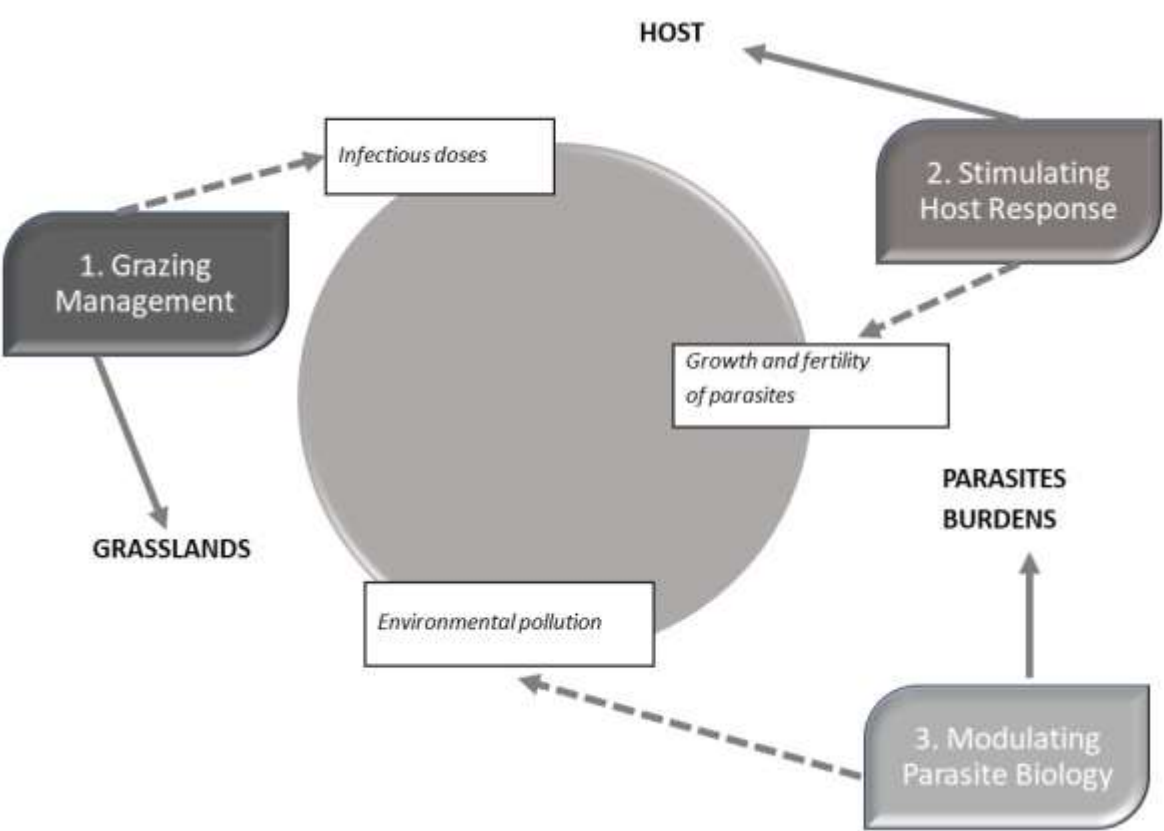 HOST
Infectious doses
2. Stimulating
Host Response
1. Grazing
Management
Growth and fertility
of parasites
PARASITES
BURDENS
GRASSLANDS
Environmental pollution
3. Modulating
Parasite Biology